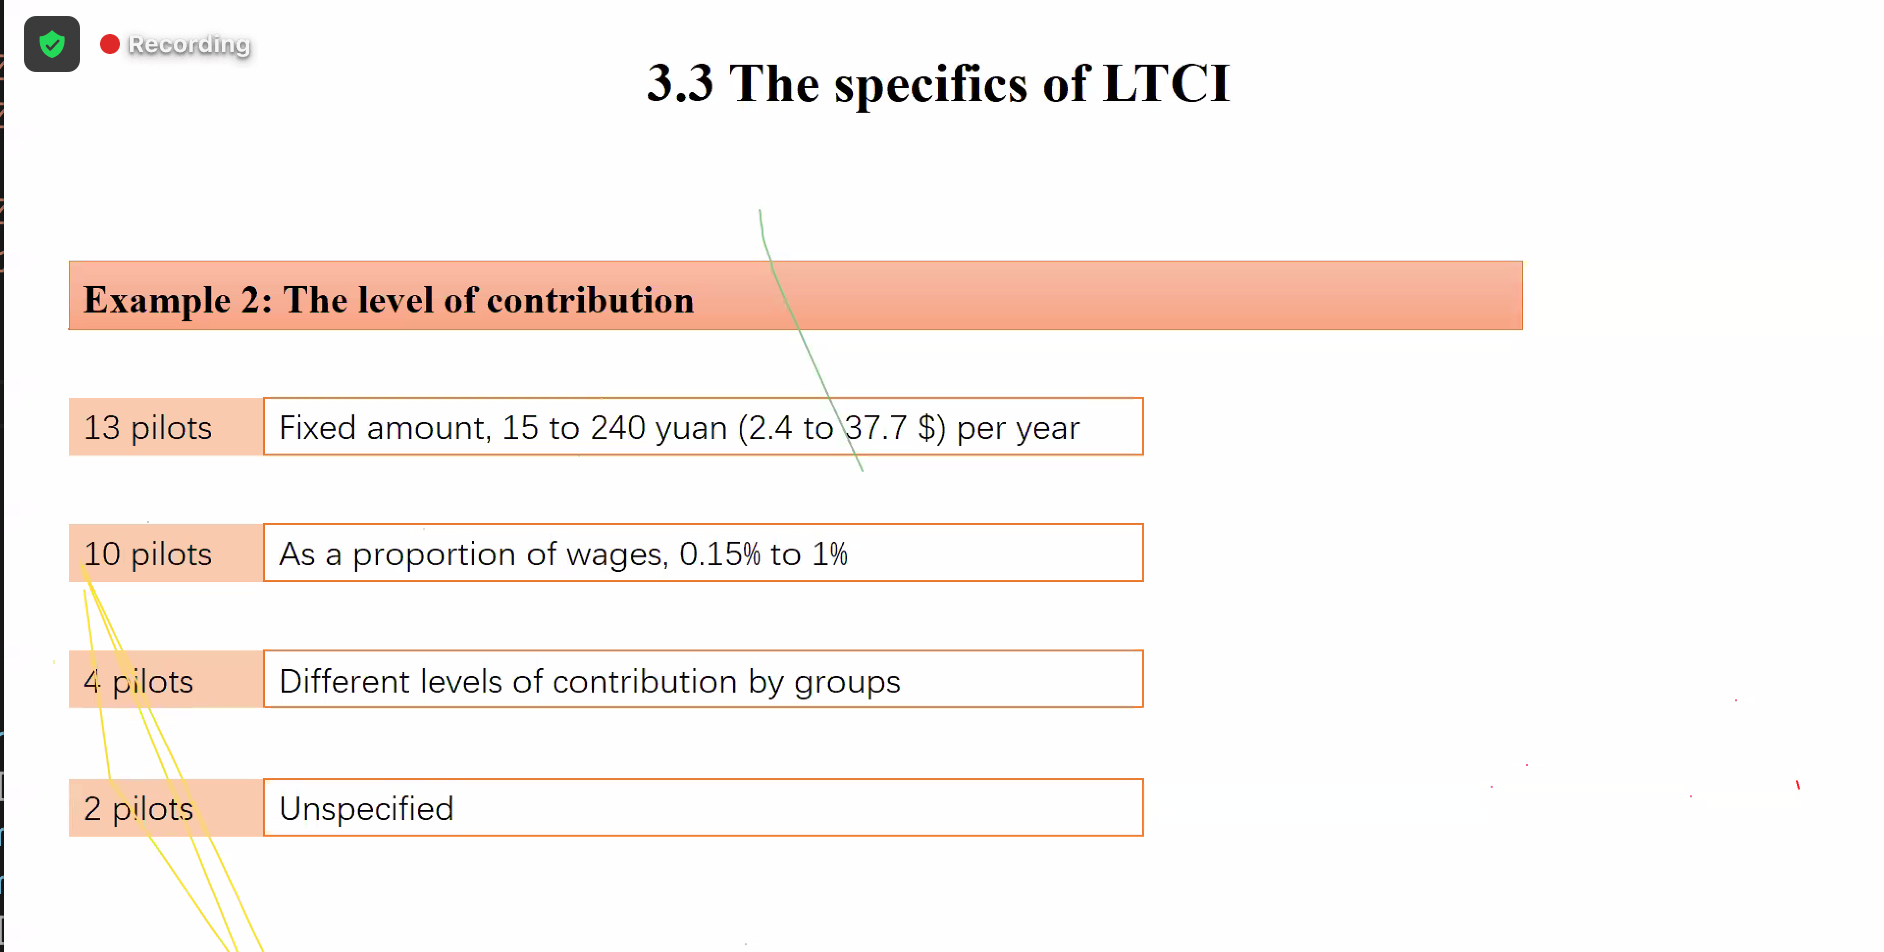 Recording
3.3 The specifics of LTCI
Example 2: The level of contribution
13 pilots
Fixed amount, 15 to 240 yuan (2.4 to 37.7 $) per year
10 pilots
As a proportion of wages, 0.15% to 1%
4 pilots
Different levels of contribution by groups
2 pilots
Unspecified